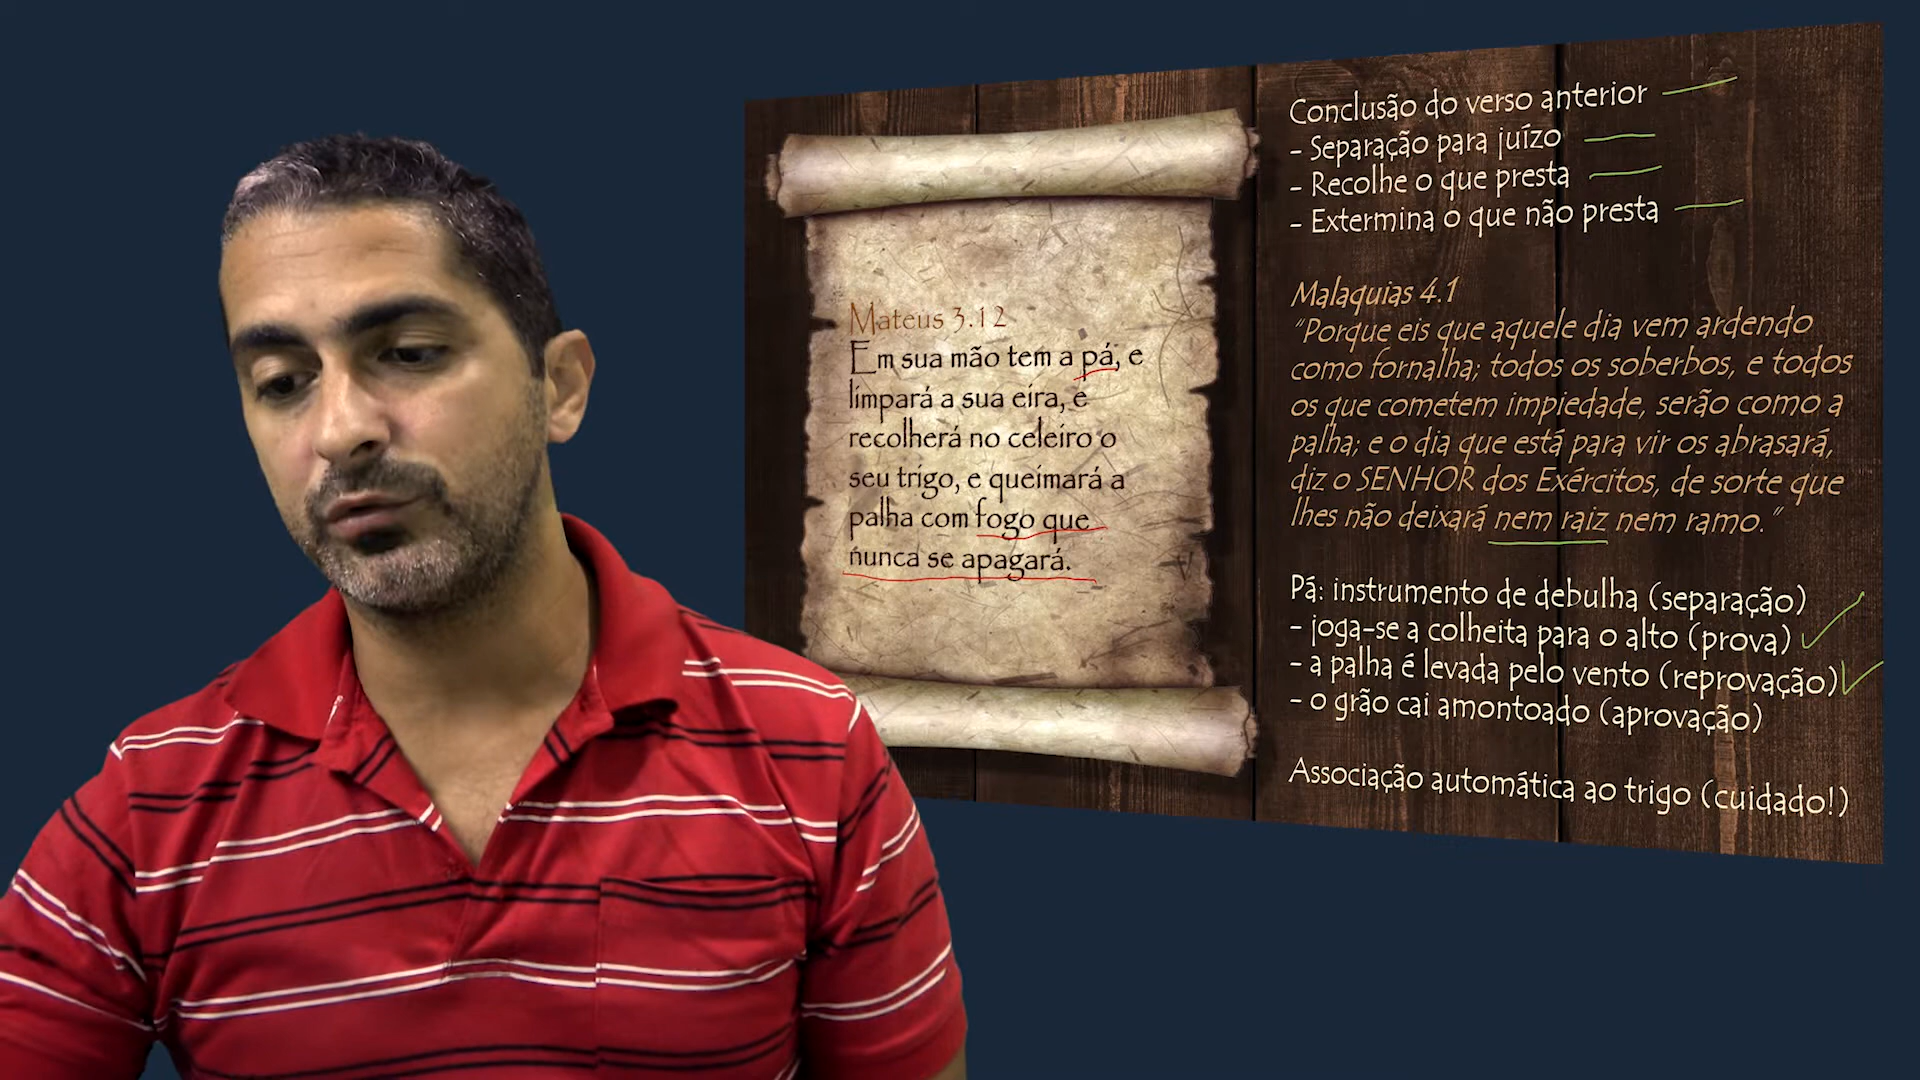 Mateus 3.12
Em sua mão tem a pá, e
limpará a sua eira, e
recolherá no celeiro o
seu trigo, e queimará a
palha com fogo que
nunca se apagará.
Conclusão do verso anterior
- Separação para juízo
- Recolhe o que presta
- Extermina o que não presta
Malaquias 4.1
“Porque eis que aquele dia vem ardendo
como fornalha; todos os soberbos, e todos
os que cometem impiedade, serão como a
palha; e o dia que está para vir os abrasará,
diz o SENHOR dos Exércitos, de sorte que
lhes não deixará nem raiz nem ramo.”
Pá: instrumento de debulha (separação)
- joga-se a colheita para o alto (prova)
- a palha é levada pelo vento (reprovação)
- o grão cai amontoado (aprovação)
Associação automática ao trigo (cuidado!)